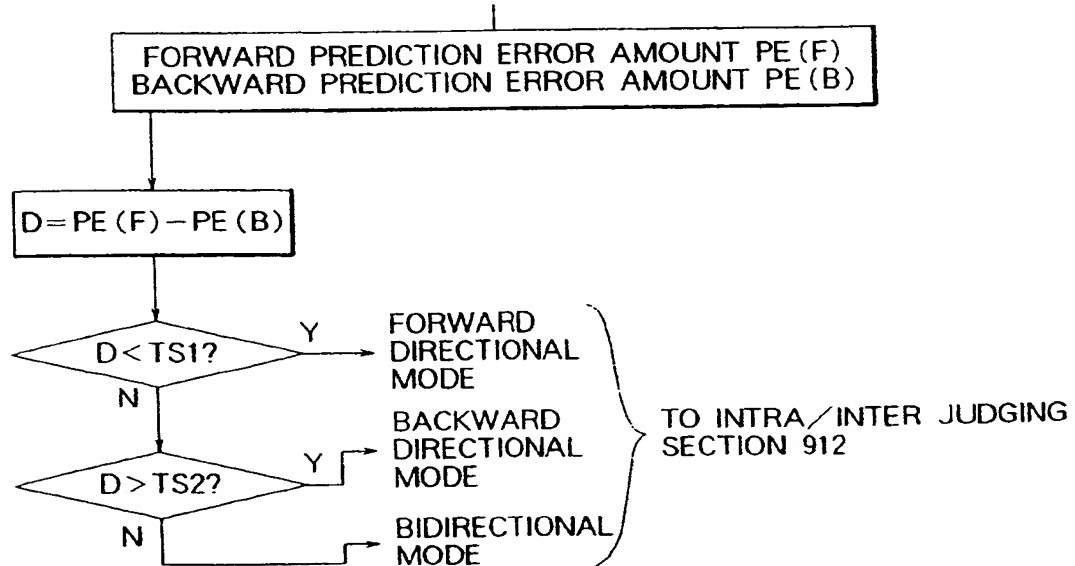 FORWARD PREDICTION ERROR AMOUNT PE(F)
BACKWARD PREDICTION ERROR AMOUNT PE(B)
D=PE(F)-PE(B)
D<TS1?
Y
N
FORWARD
DIRECTIONAL
MODE
D>TS2?
Y
N
BACKWARD
DIRECTIONAL
MODE
BIDIRECTIONAL
MODE
TO INTRA/INTER JUDGING
SECTION 912